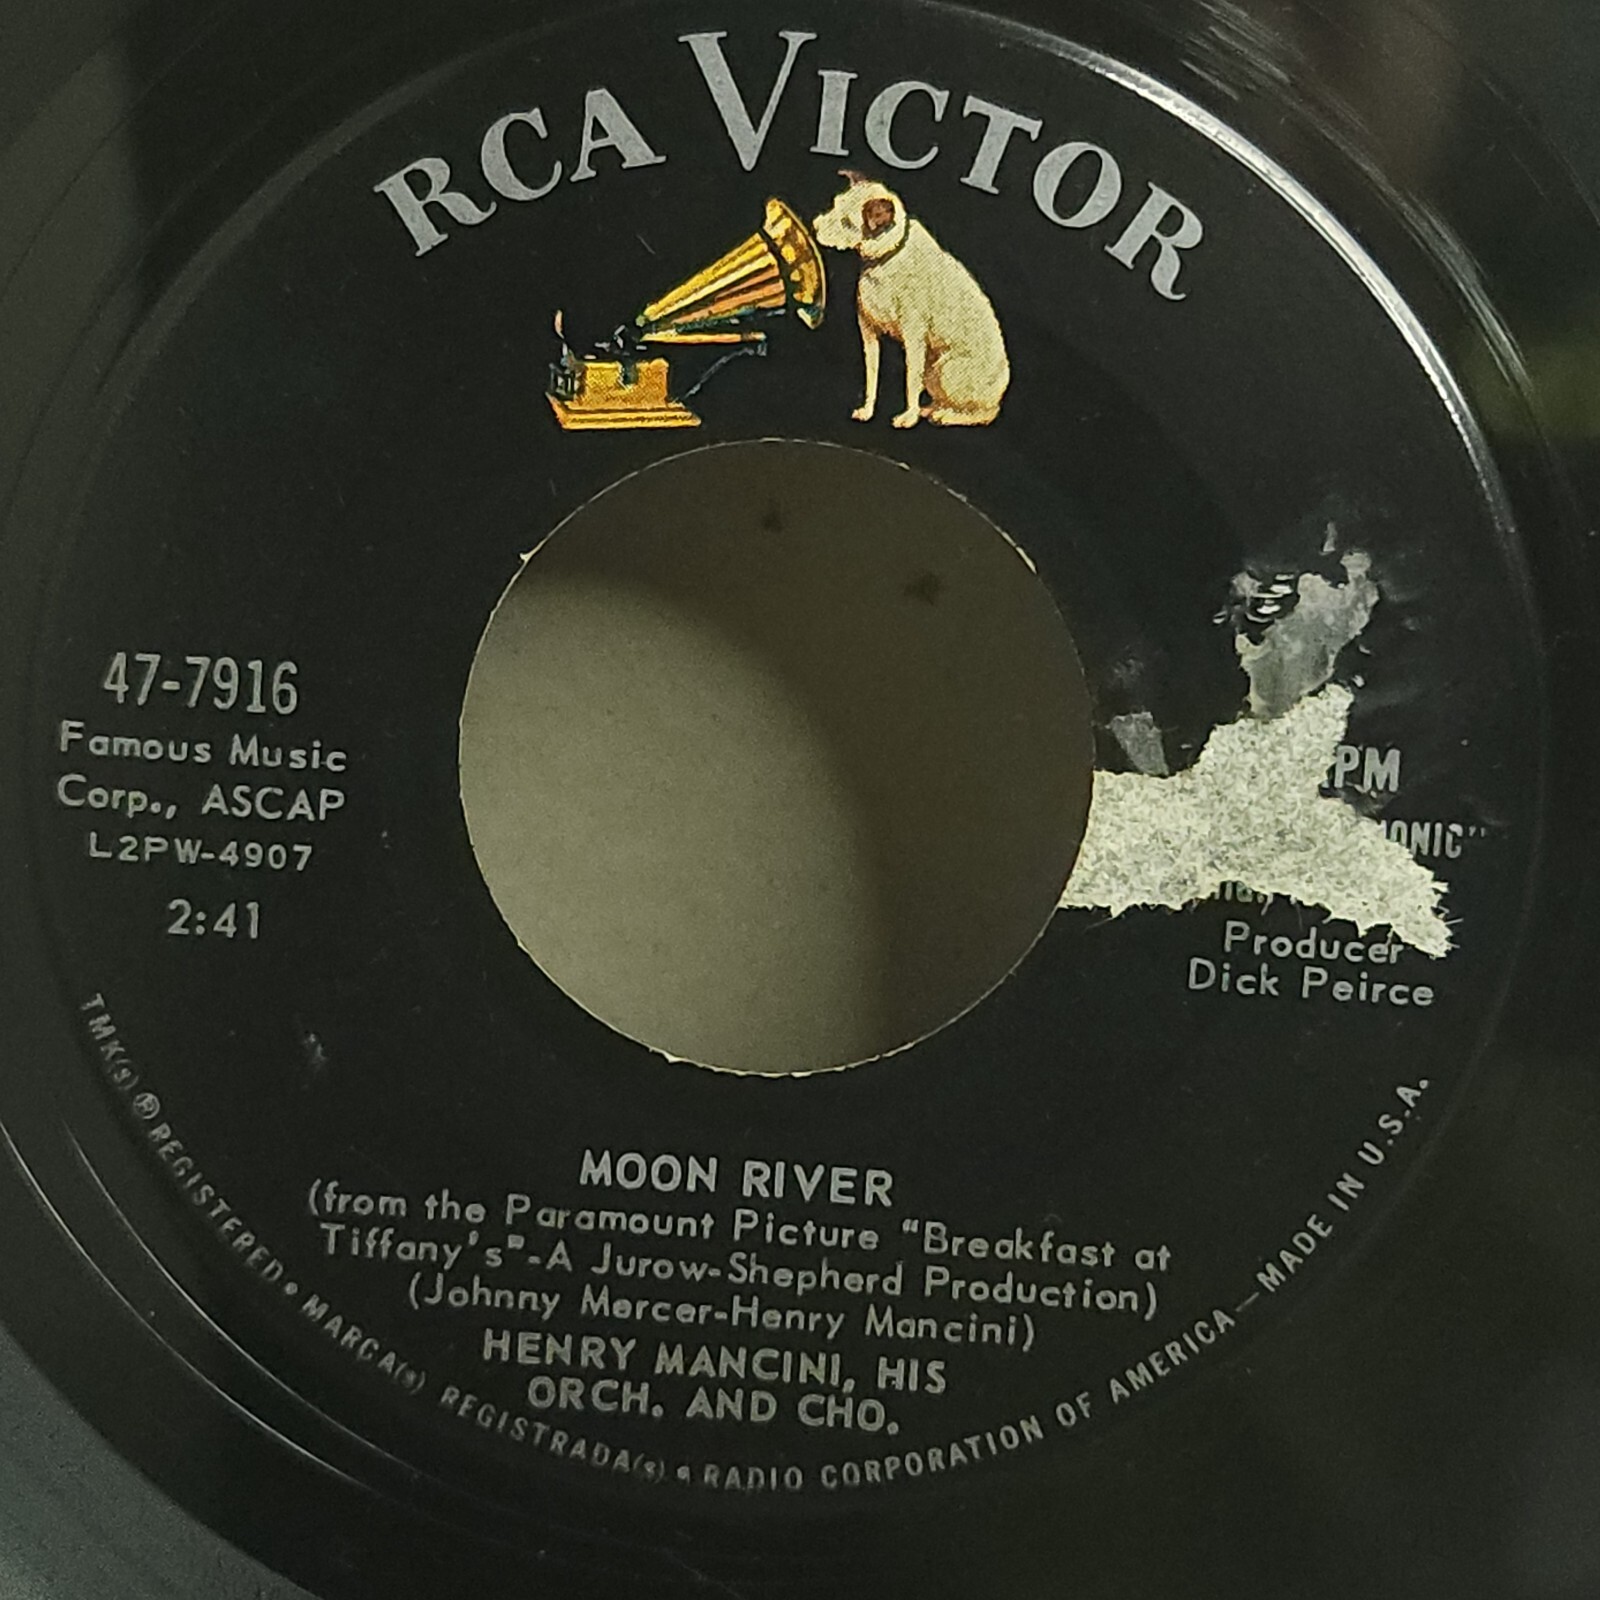 RCA VICTOR
47-7916
Famous Music
Corp., ASCAP
L2PW-4907
2:41
Producer
Dick Peirce
MOON RIVER
(from the Paramount Picture "Breakfast at
Tiffany's"-A Jurow-Shepherd Production)
(Johnny Mercer-Henry Mancini)
HENRY MANCINI, HIS
ORCH. AND CHO.
TMK(s) ® REGISTERED • MARCA(s) REGISTRADA(s) • RADIO CORPORATION OF AMERICA — MADE IN U.S.A.